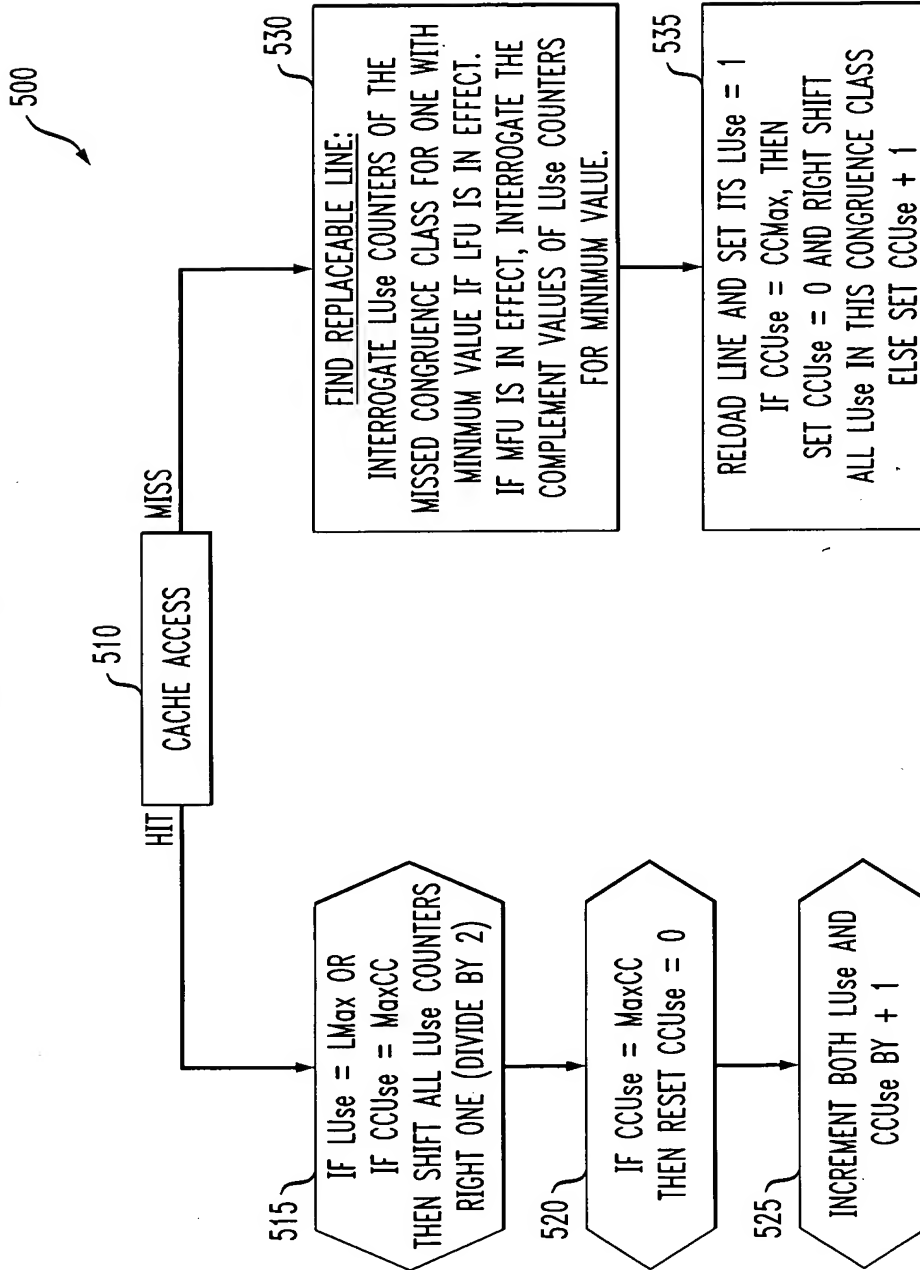 500
510
CACHE ACCESS
HIT
MISS
515
IF LUse = LMax OR
IF CCUse = MaxCC
THEN SHIFT ALL LUse COUNTERS
RIGHT ONE (DIVIDE BY 2)
520
IF CCUse = MaxCC
THEN RESET CCUse = 0
525
INCREMENT BOTH LUse AND
CCUse BY + 1
530
FIND REPLACEABLE LINE:
INTERROGATE LUse COUNTERS OF THE
MISSED CONGRUENCE CLASS FOR ONE WITH
MINIMUM VALUE IF LFU IS IN EFFECT.
IF MFU IS IN EFFECT, INTERROGATE THE
COMPLEMENT VALUES OF LUse COUNTERS
FOR MINIMUM VALUE.
535
RELOAD LINE AND SET ITS LUse = 1
IF CCUse = CCMax, THEN
SET CCUse = 0 AND RIGHT SHIFT
ALL LUse IN THIS CONGRUENCE CLASS
ELSE SET CCUse + 1